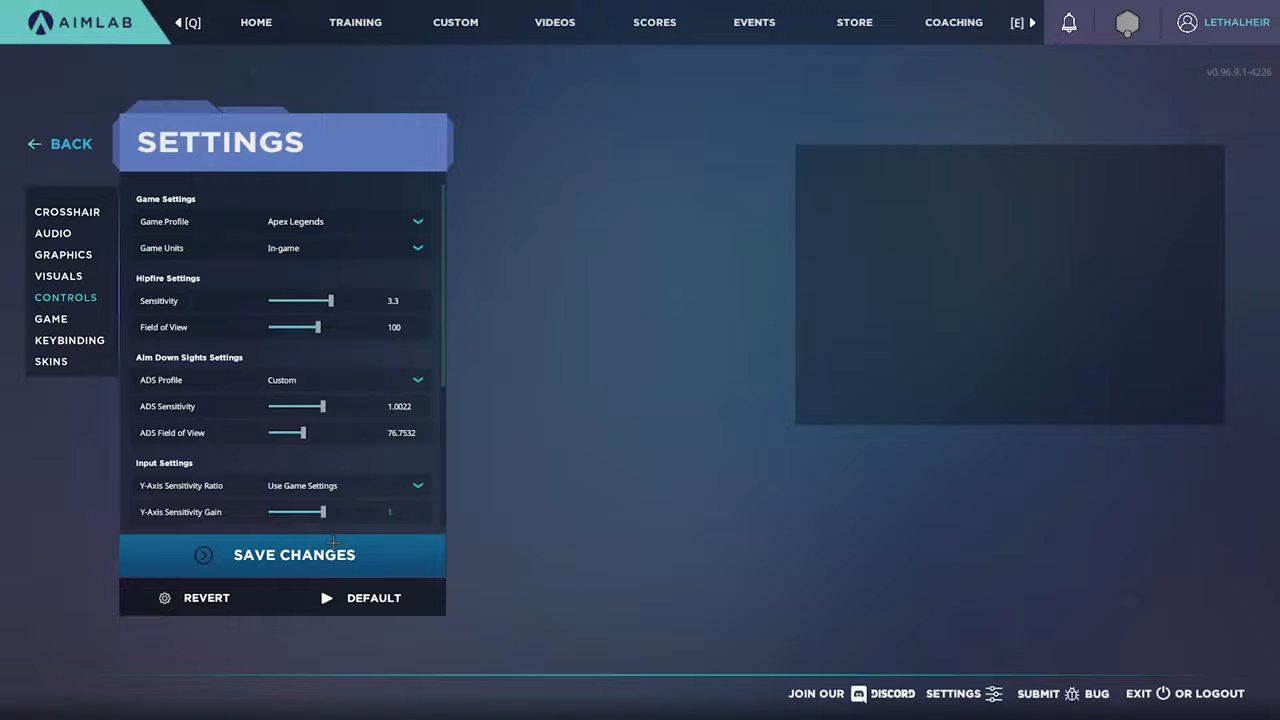 AIMLAB
[Q] HOME TRAINING CUSTOM VIDEOS SCORES EVENTS STORE COACHING [E]
LETHALHEIR
v0.96.9.1-4226
BACK
SETTINGS
CROSSHAIR
AUDIO
GRAPHICS
VISUALS
CONTROLS
GAME
KEYBINDING
SKINS
Game Settings
Game Profile Apex Legends
Game Units In-game
Hipfire Settings
Sensitivity 3.3
Field of View 100
Aim Down Sights Settings
ADS Profile Custom
ADS Sensitivity 1.0022
ADS Field of View 76.7532
Input Settings
Y-Axis Sensitivity Ratio Use Game Settings
Y-Axis Sensitivity Gain 1.
SAVE CHANGES
REVERT DEFAULT
JOIN OUR DISCORD SETTINGS SUBMIT BUG EXIT OR LOGOUT